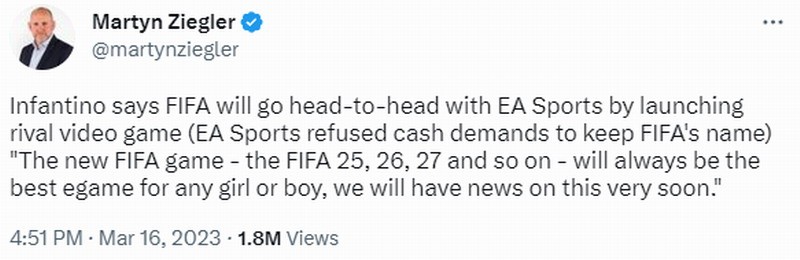 Martyn Ziegler
@martynziegler
Infantino says FIFA will go head-to-head with EA Sports by launching
rival video game (EA Sports refused cash demands to keep FIFA's name)
"The new FIFA game - the FIFA 25, 26, 27 and so on - will always be the
best egame for any girl or boy, we will have news on this very soon."
4:51 PM · Mar 16, 2023 · 1.8M Views